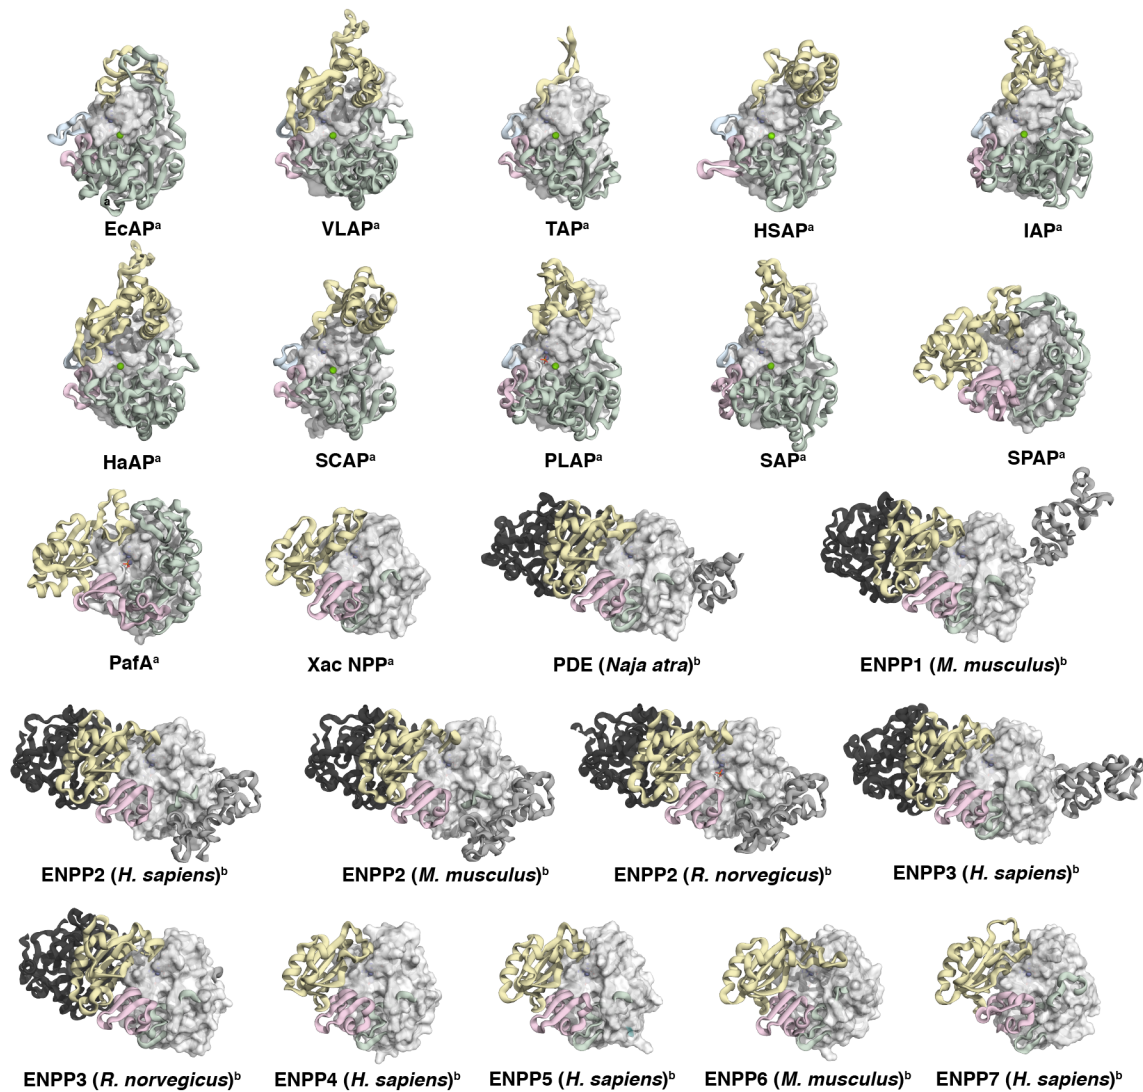 a
EcAPᵃ VLAPᵃ TAPᵃ HSAPᵃ IAPᵃ
HaAPᵃ SCAPᵃ PLAPᵃ SAPᵃ SPAPᵃ
PafAᵃ Xac NPPᵃ PDE (Naja atra)ᵇ ENPP1 (M. musculus)ᵇ
ENPP2 (H. sapiens)ᵇ ENPP2 (M. musculus)ᵇ ENPP2 (R. norvegicus)ᵇ ENPP3 (H. sapiens)ᵇ
ENPP3 (R. norvegicus)ᵇ ENPP4 (H. sapiens)ᵇ ENPP5 (H. sapiens)ᵇ ENPP6 (M. musculus)ᵇ ENPP7 (H. sapiens)ᵇ